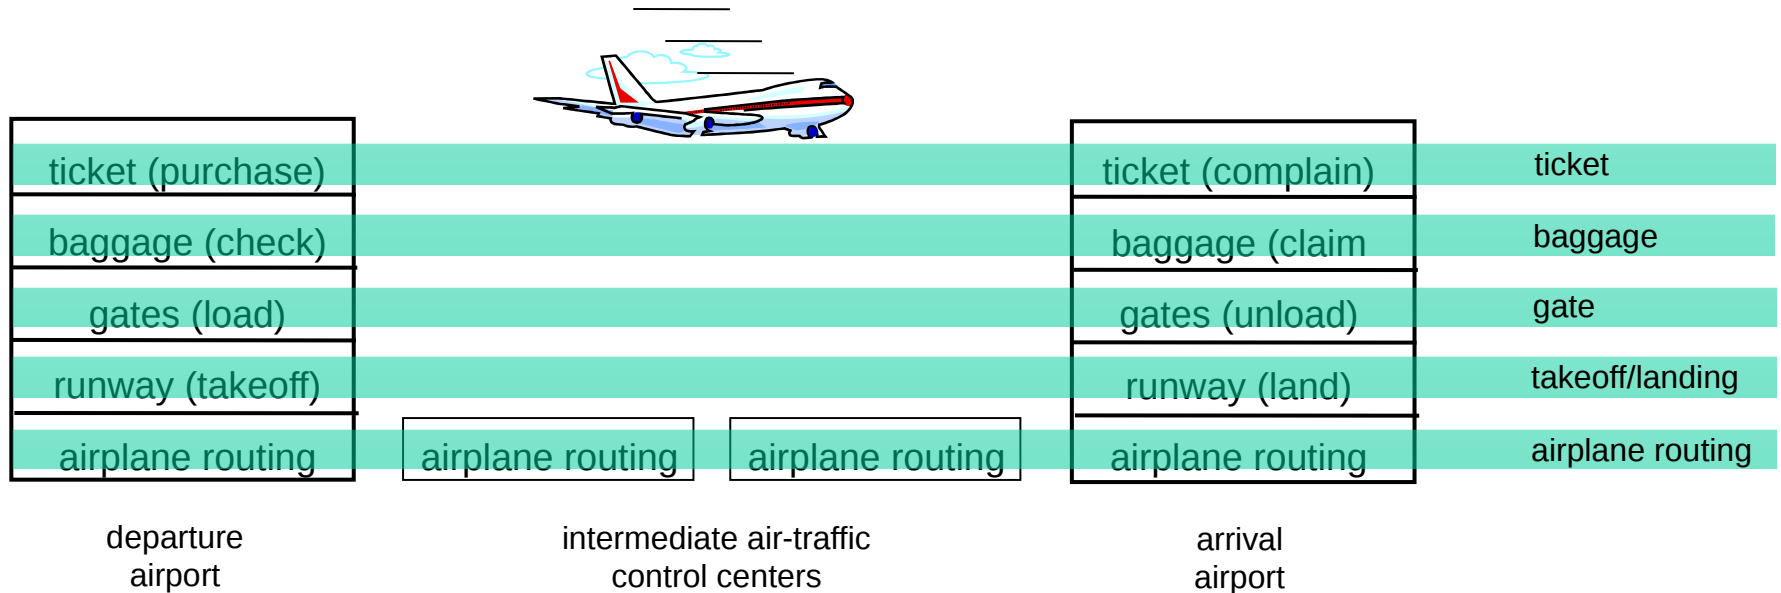 ticket (purchase)
ticket (complain)
ticket
baggage (check)
baggage (claim
baggage
gates (load)
gates (unload)
gate
runway (takeoff)
runway (land)
takeoff/landing
airplane routing
airplane routing
airplane routing
airplane routing
airplane routing
departure
airport
intermediate air-traffic
control centers
arrival
airport